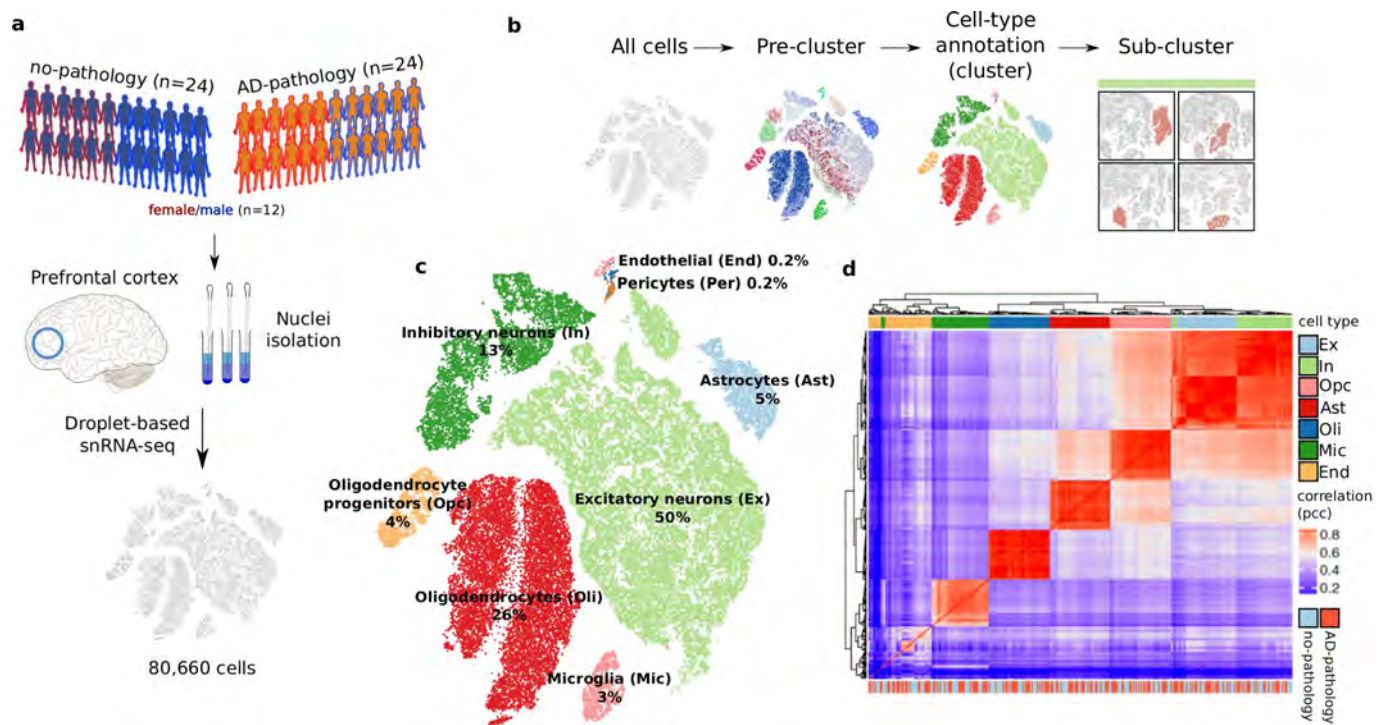 a
no-pathology (n=24)
AD-pathology (n=24)
female/male (n=12)
Prefrontal cortex
Nuclei
isolation
Droplet-based
snRNA-seq
80,660 cells
b
All cells
Pre-cluster
Cell-type
annotation
(cluster)
Sub-cluster
c
Endothelial (End) 0.2%
Pericytes (Per) 0.2%
Inhibitory neurons (In)
13%
Astrocytes (Ast)
5%
Oligodendrocyte
progenitors (Opc)
4%
Excitatory neurons (Ex)
50%
Oligodendrocytes (Oli)
26%
Microglia (Mic)
3%
d
cell type
Ex
In
Opc
Ast
Oli
Mic
End
correlation
(pcc)
0.8
0.6
0.4
0.2
no-pathology
AD-pathology